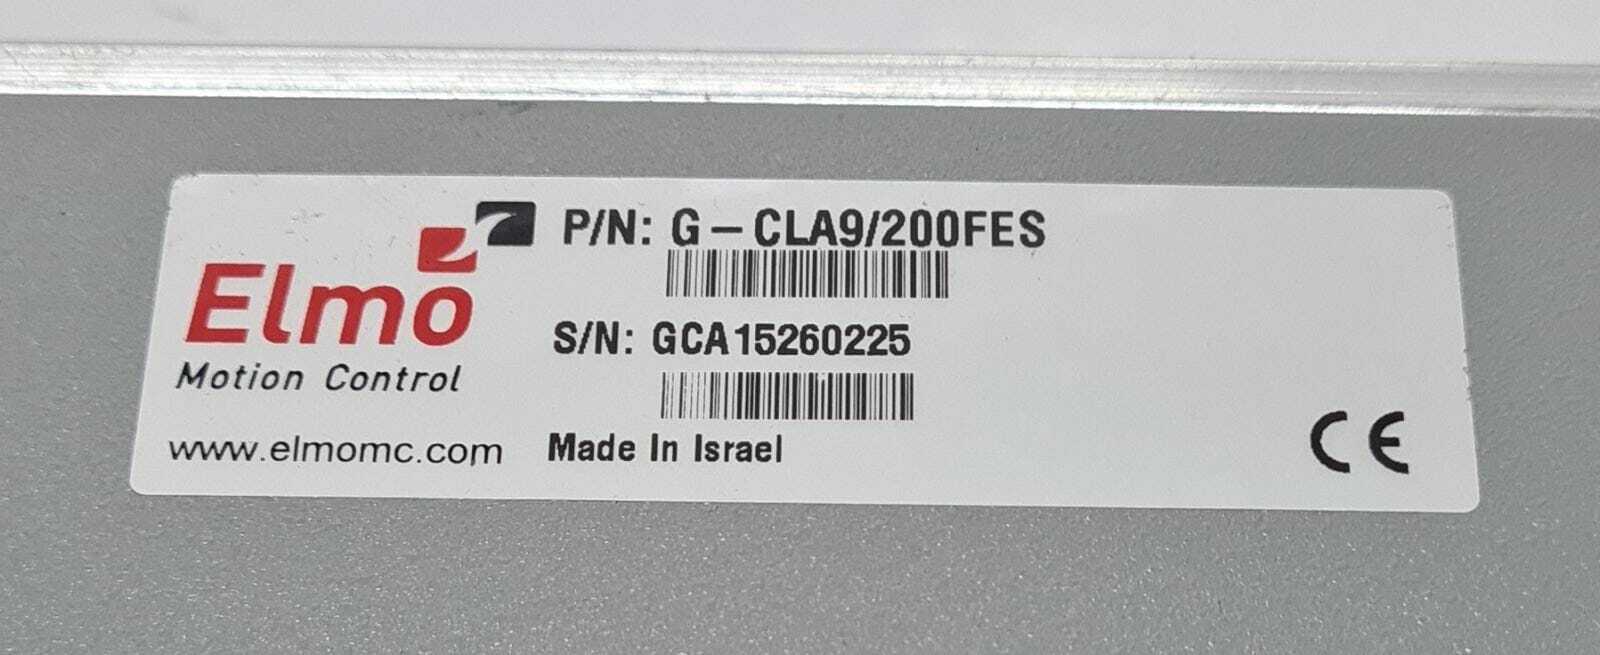 P/N: G-CLA9/200FES
Elmo
Motion Control
S/N: GCA15260225
www.elmomc.com
Made In Israel
CE